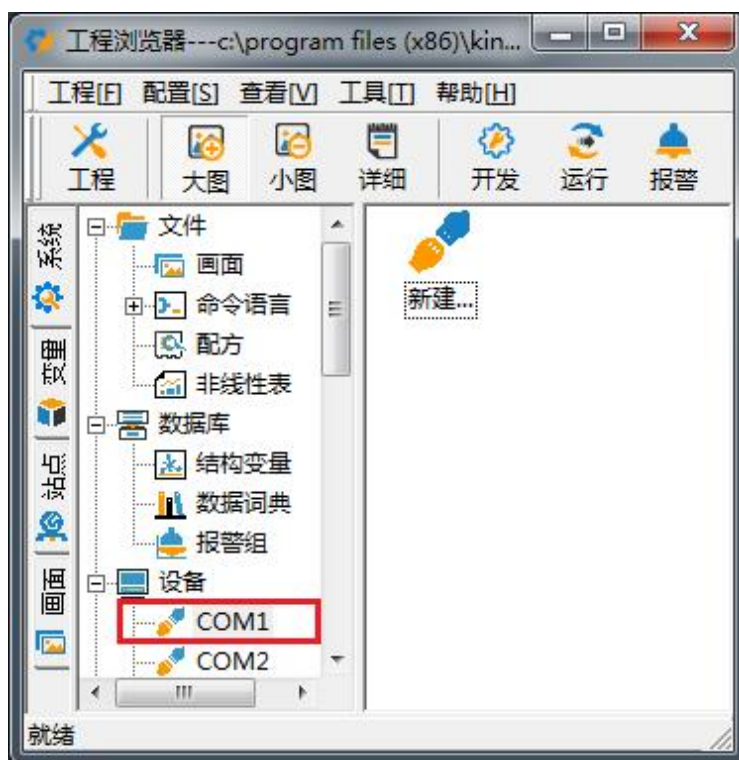 工程浏览器---c:\program files (x86)\kin...
工程[F] 配置[S] 查看[V] 工具[T] 帮助[H]
工程 大图 小图 详细 开发 运行 报警
系统
变量
站点
画面
文件
画面
命令语言
配方
非线性表
数据库
结构变量
数据词典
报警组
设备
COM1
COM2
新建...
就绪